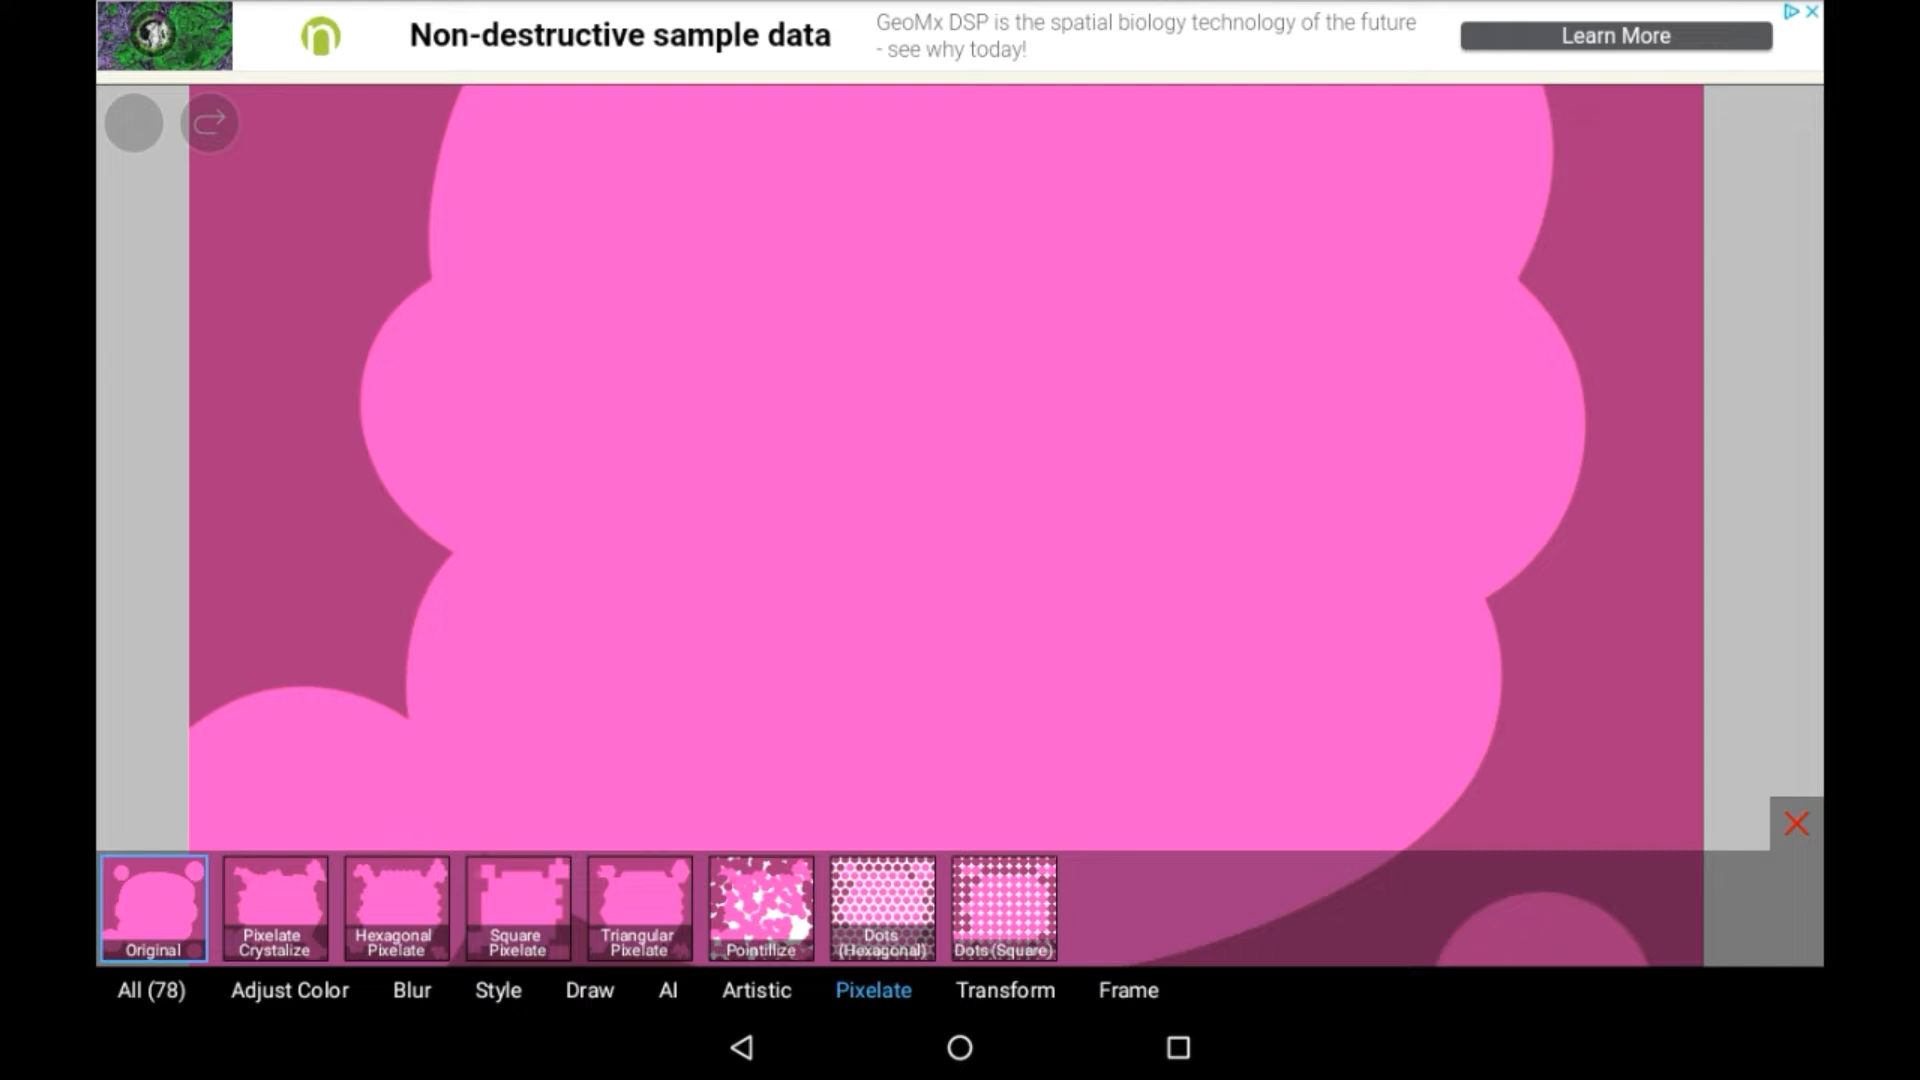 Non-destructive sample data
GeoMx DSP is the spatial biology technology of the future
- see why today!
Learn More
Original
Pixelate
Crystalize
Hexagonal
Pixelate
Square
Pixelate
Triangular
Pixelate
Pointillize
Dots
(Hexagonal)
Dots (Square)
All (78)
Adjust Color
Blur
Style
Draw
AI
Artistic
Pixelate
Transform
Frame